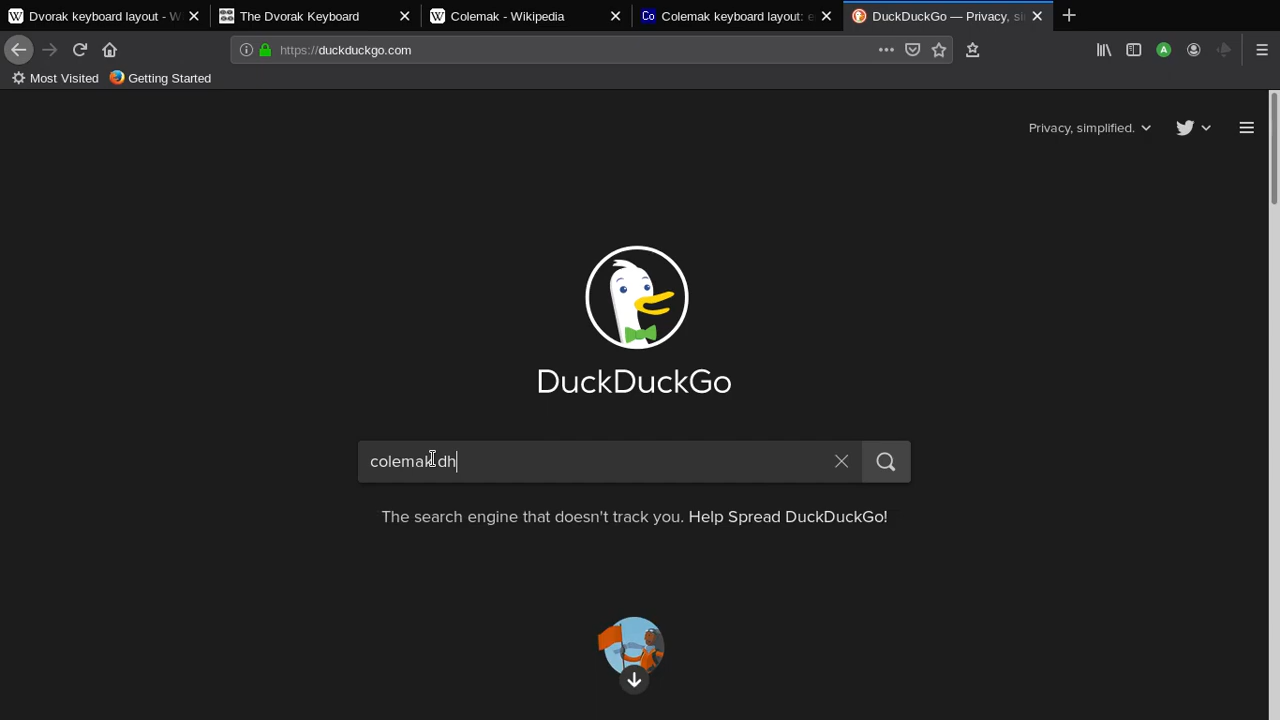 Dvorak keyboard layout - W
The Dvorak Keyboard
Colemak - Wikipedia
Co
Colemak keyboard layout: e
DuckDuckGo — Privacy, si
https://duckduckgo.com
A
Most Visited
Getting Started
Privacy, simplified.
DuckDuckGo
colemak dh
The search engine that doesn't track you. Help Spread DuckDuckGo!